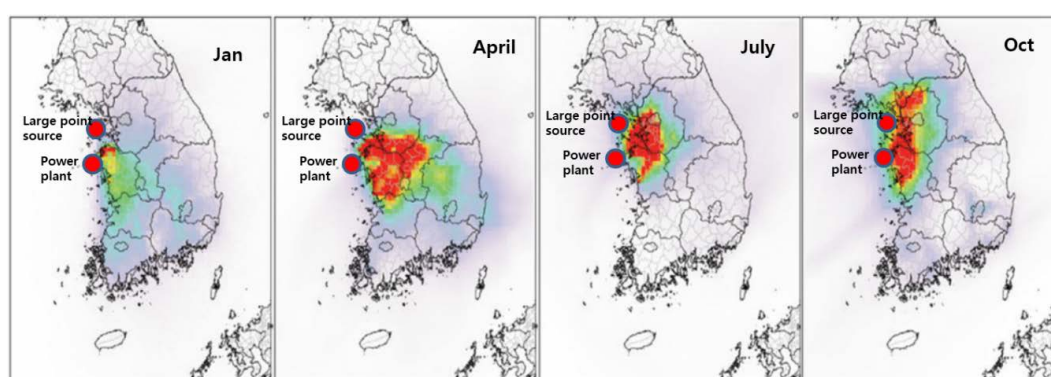 Jan
Large point
source
Power
plant
April
Large point
source
Power
plant
July
Large point
source
Power
plant
Oct
Large point
source
Power
plant